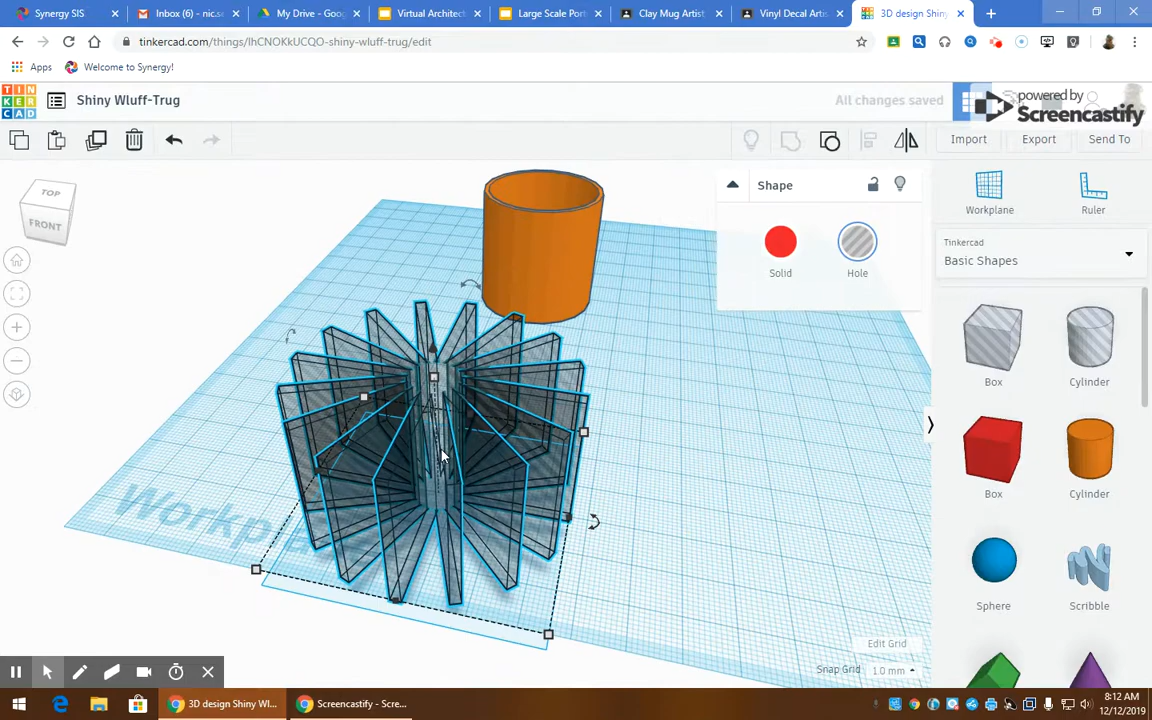 Synergy SIS
Inbox (6) - nic.se
My Drive - Goog
Virtual Architect
Large Scale Port
Clay Mug Artist
Vinyl Decal Artis
3D design Shiny
tinkercad.com/things/lhCNOKkUCQO-shiny-wluff-trug/edit
Apps
Welcome to Synergy!
TIN
KER
CAD
Shiny Wluff-Trug
All changes saved
powered by
Screencastify
Import
Export
Send To
TOP
FRONT
Shape
Solid
Hole
Workplane
Ruler
Tinkercad
Basic Shapes
Box
Cylinder
Box
Cylinder
Sphere
Scribble
Edit Grid
Snap Grid
1.0 mm
3D design Shiny Wl...
Screencastify - Scre...
8:12 AM
12/12/2019